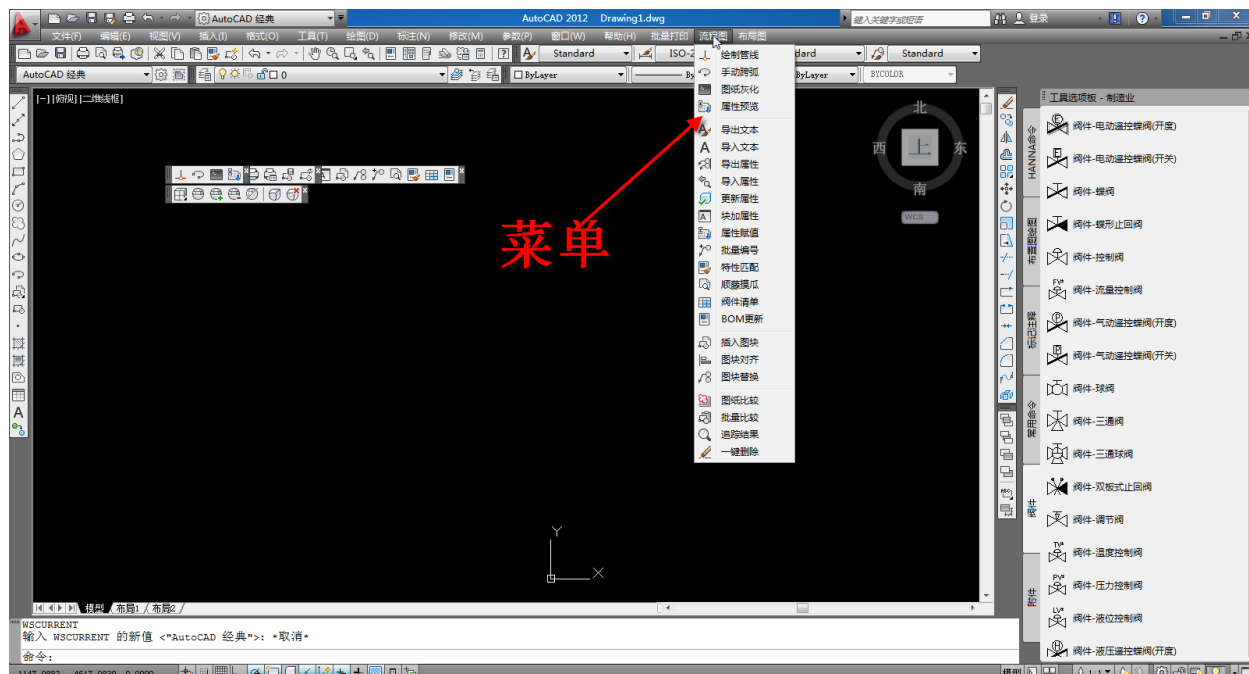 AutoCAD 经典
AutoCAD 2012 Drawing1.dwg
键入关键字或短语
登录
文件(F) 编辑(E) 视图(V) 插入(I) 格式(O) 工具(T) 绘图(D) 标注(N) 修改(M) 参数(P) 窗口(W) 帮助(H) 批量打印 流程图 布局图
Standard ISO-2 dard Standard
AutoCAD 经典 0 ByLayer By ByLayer BYCOLOR
[-][俯视][二维线框]
绘制管线
手动跨弧
图纸灰化
属性预览
导出文本
导入文本
导出属性
导入属性
更新属性
块加属性
属性赋值
批量编号
特性匹配
顺藤摸瓜
阀件清单
BOM更新
插入图块
图块对齐
图块替换
图纸比较
批量比较
追踪结果
一键删除
菜单
北
西 上 东
南
WCS
工具选项板 - 制造业
阀件-电动遥控蝶阀(开度)
阀件-电动遥控蝶阀(开关)
阀件-蝶阀
阀件-蝶形止回阀
阀件-控制阀
阀件-流量控制阀
阀件-气动遥控蝶阀(开度)
阀件-气动遥控蝶阀(开关)
阀件-球阀
阀件-三通阀
阀件-三通球阀
阀件-双板式止回阀
阀件-调节阀
阀件-温度控制阀
阀件-压力控制阀
阀件-液位控制阀
阀件-液压遥控蝶阀(开度)
Y
X
模型 布局1 布局2
WSCURRENT
输入 WSCURRENT 的新值 <"AutoCAD 经典">: *取消*
命令: